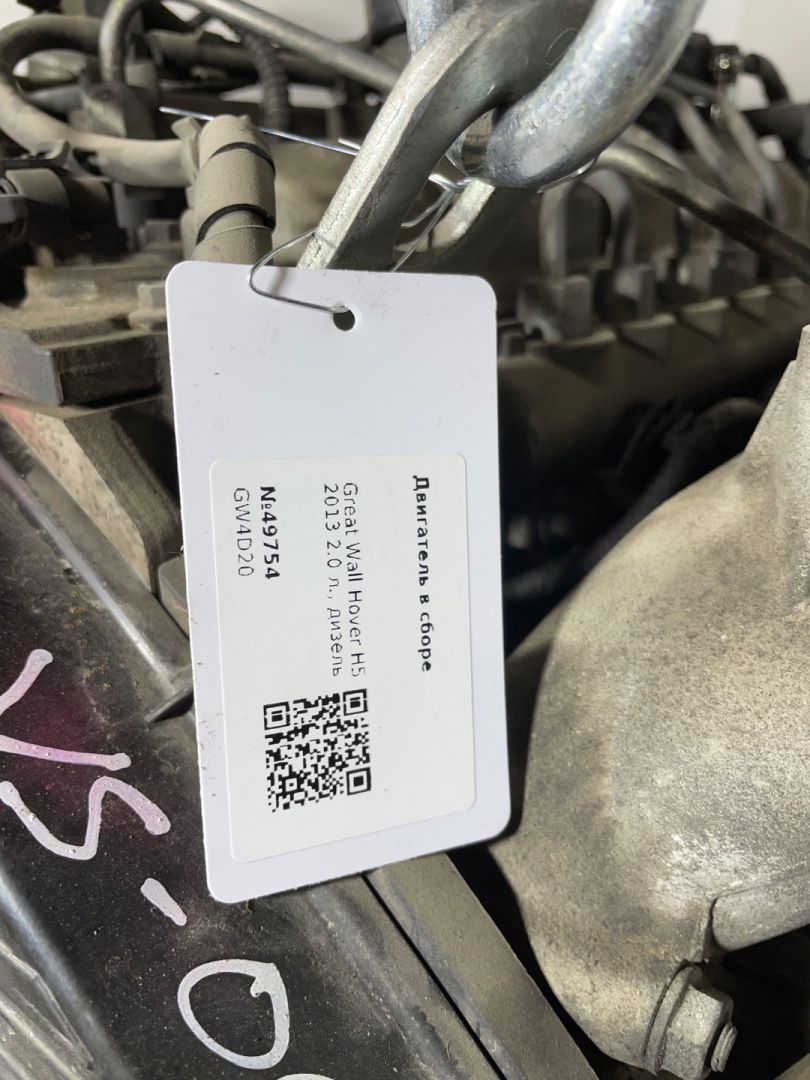 Двигатель в сборе
Great Wall Hover H5
2013 2.0 л., дизель
№49754
GW4D20